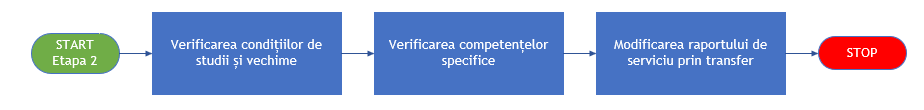 START
Etapa 2
Verificarea condițiilor de
studii și vechime
Verificarea competențelor
specifice
Modificarea raportului de
serviciu prin transfer
STOP